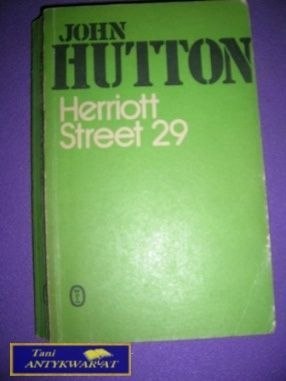 JOHN
HUTTON
Herriott
Street 29
Tani
ANTYKWARIAT